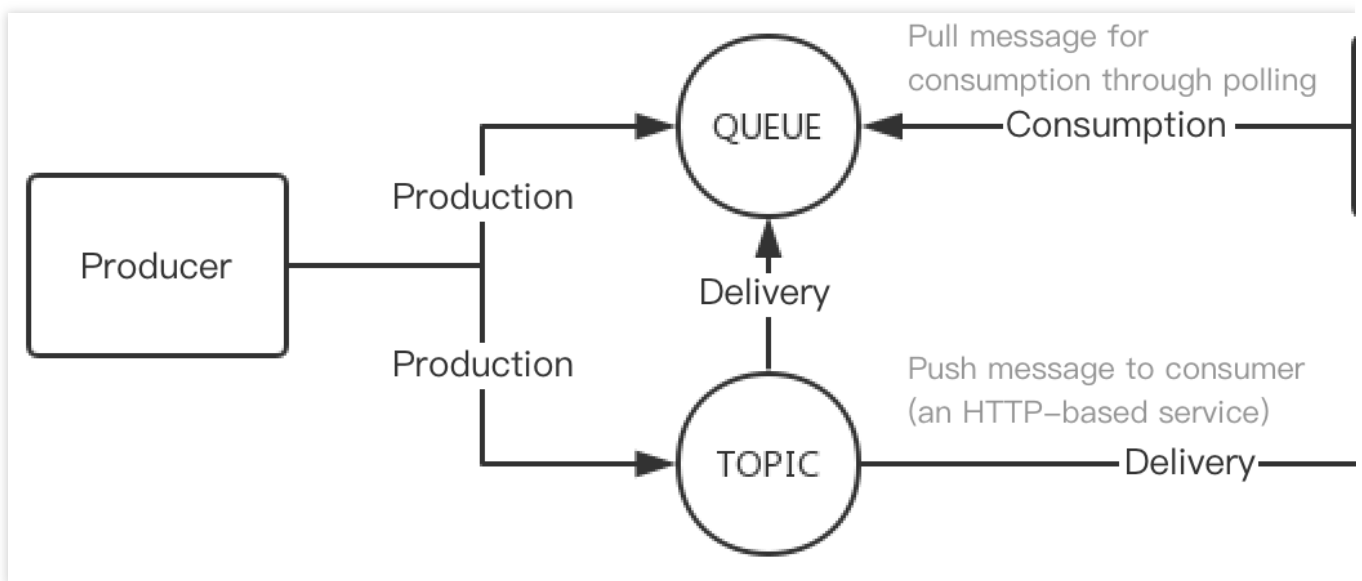 Pull message for
consumption through polling
QUEUE
Consumption
Production
Producer
Delivery
Production
Push message to consumer
(an HTTP–based service)
TOPIC
Delivery